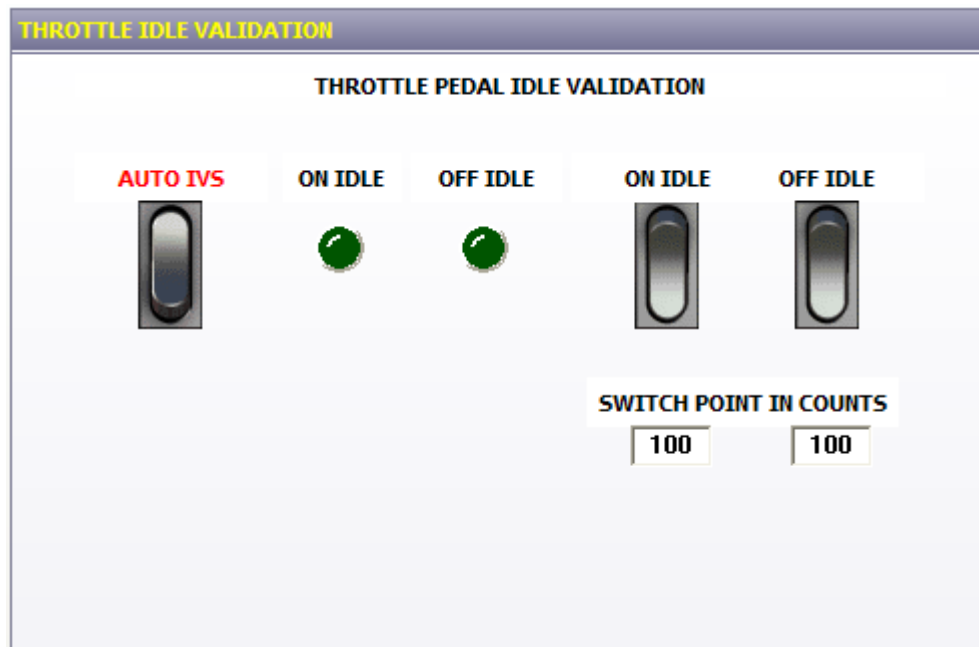 THROTTLE IDLE VALIDATION
THROTTLE PEDAL IDLE VALIDATION
AUTO IVS ON IDLE OFF IDLE ON IDLE OFF IDLE
SWITCH POINT IN COUNTS
100 100